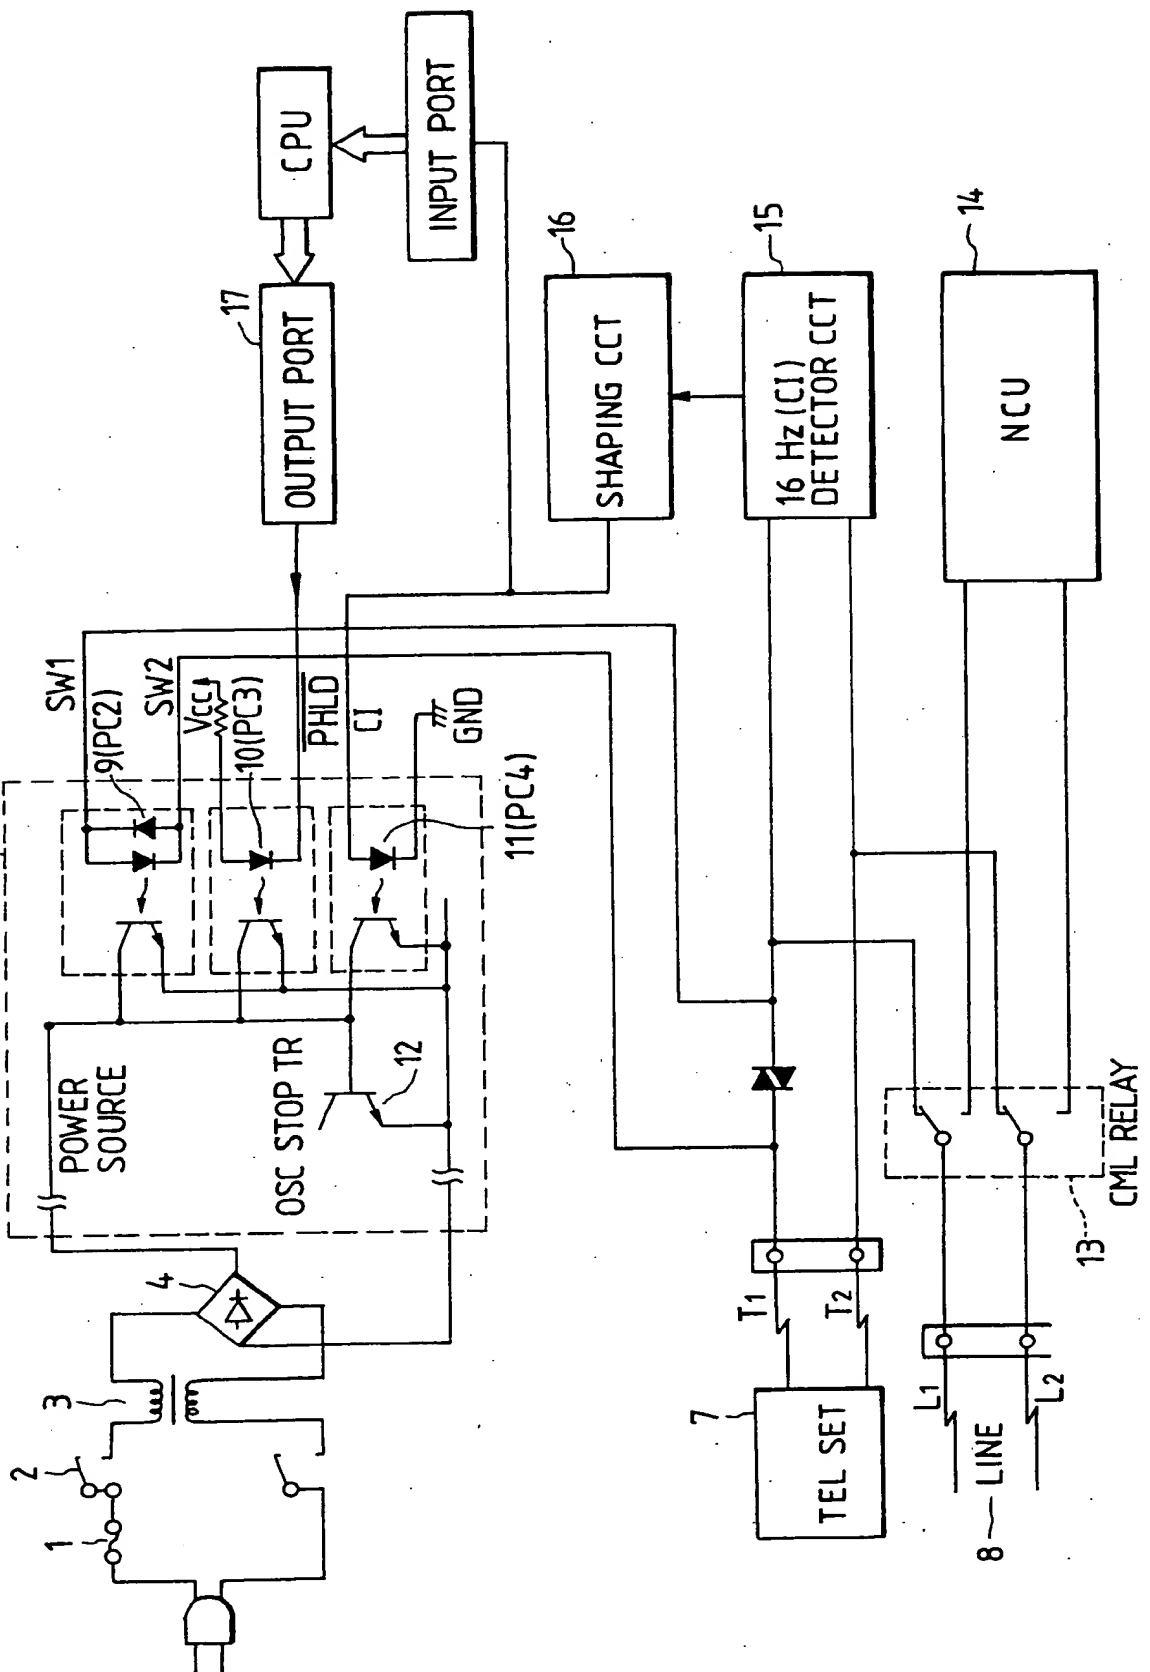 CPU
INPUT PORT
17
OUTPUT PORT
16
SHAPING CCT
15
16 Hz (CI)
DETECTOR CCT
14
NCU
SW1
9(PC2)
SW2
VCC
10(PC3)
PHLD
CI
GND
11(PC4)
POWER
SOURCE
OSC STOP TR
12
CML RELAY
13
4
3
2
1
T1
T2
7
TEL SET
L1
L2
8
LINE